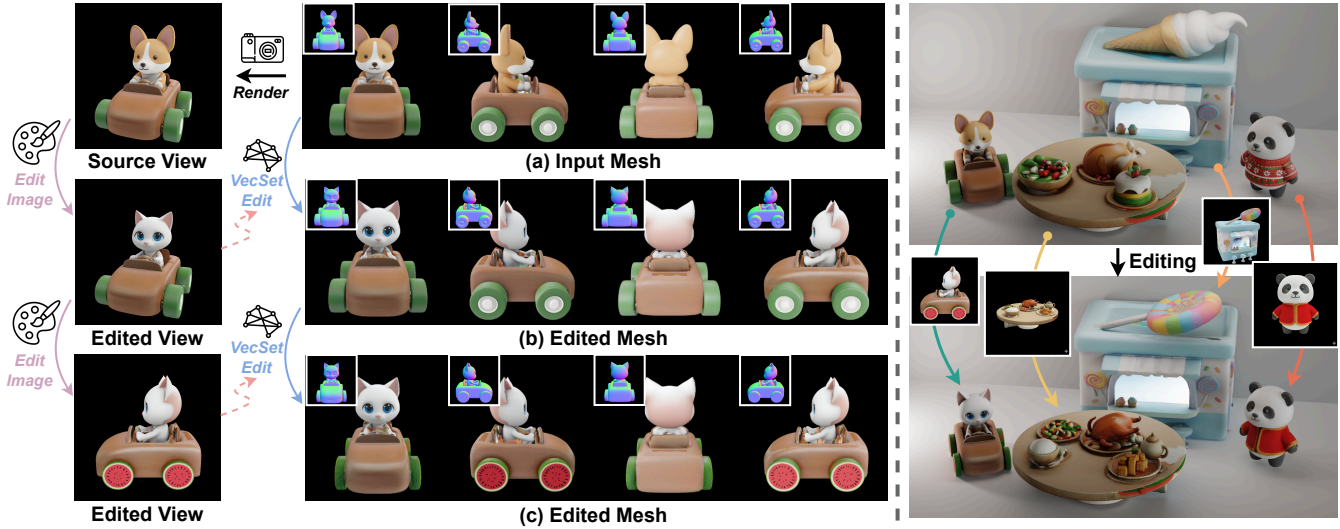 Render
Source View
(a) Input Mesh
Edit
Image
VecSet
Edit
Edited View
(b) Edited Mesh
Edit
Image
VecSet
Edit
Edited View
(c) Edited Mesh
Editing